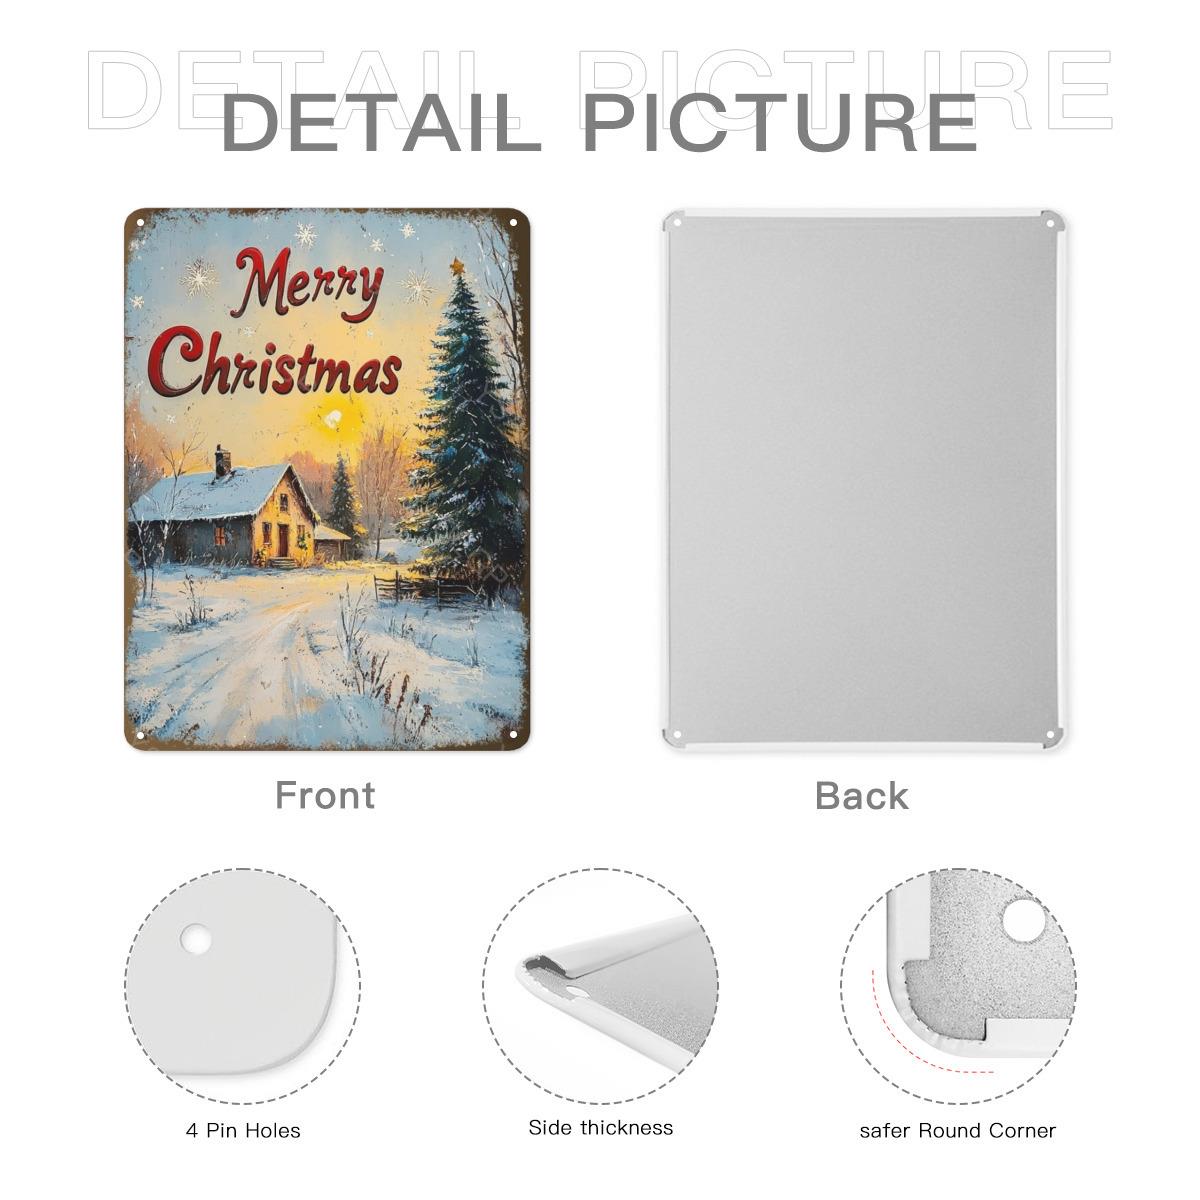 DETAIL PICTURE
DETAIL PICTURE
Merry
Christmas
Front
Back
4 Pin Holes
Side thickness
safer Round Corner